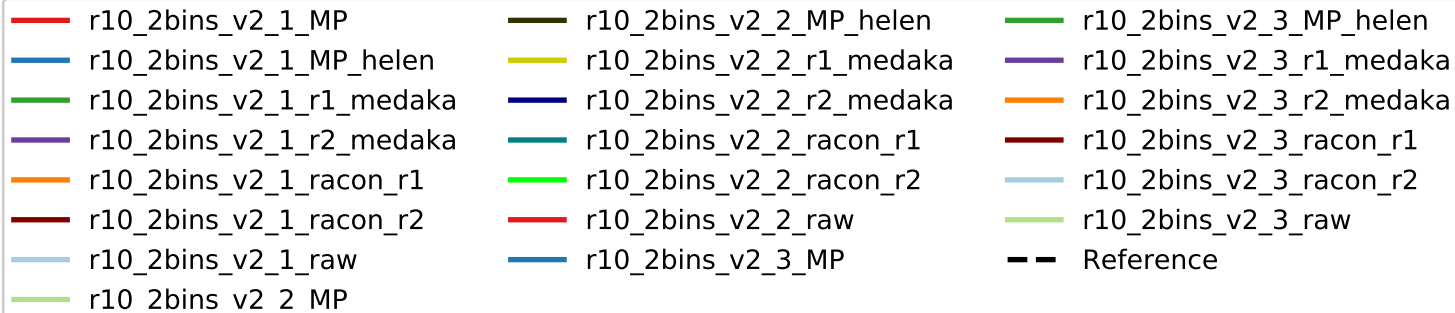 r10_2bins_v2_1_MP
r10_2bins_v2_1_MP_helen
r10_2bins_v2_1_r1_medaka
r10_2bins_v2_1_r2_medaka
r10_2bins_v2_1_racon_r1
r10_2bins_v2_1_racon_r2
r10_2bins_v2_1_raw
r10_2bins_v2_2_MP
r10_2bins_v2_2_MP_helen
r10_2bins_v2_2_r1_medaka
r10_2bins_v2_2_r2_medaka
r10_2bins_v2_2_racon_r1
r10_2bins_v2_2_racon_r2
r10_2bins_v2_2_raw
r10_2bins_v2_3_MP
r10_2bins_v2_3_MP_helen
r10_2bins_v2_3_r1_medaka
r10_2bins_v2_3_r2_medaka
r10_2bins_v2_3_racon_r1
r10_2bins_v2_3_racon_r2
r10_2bins_v2_3_raw
Reference